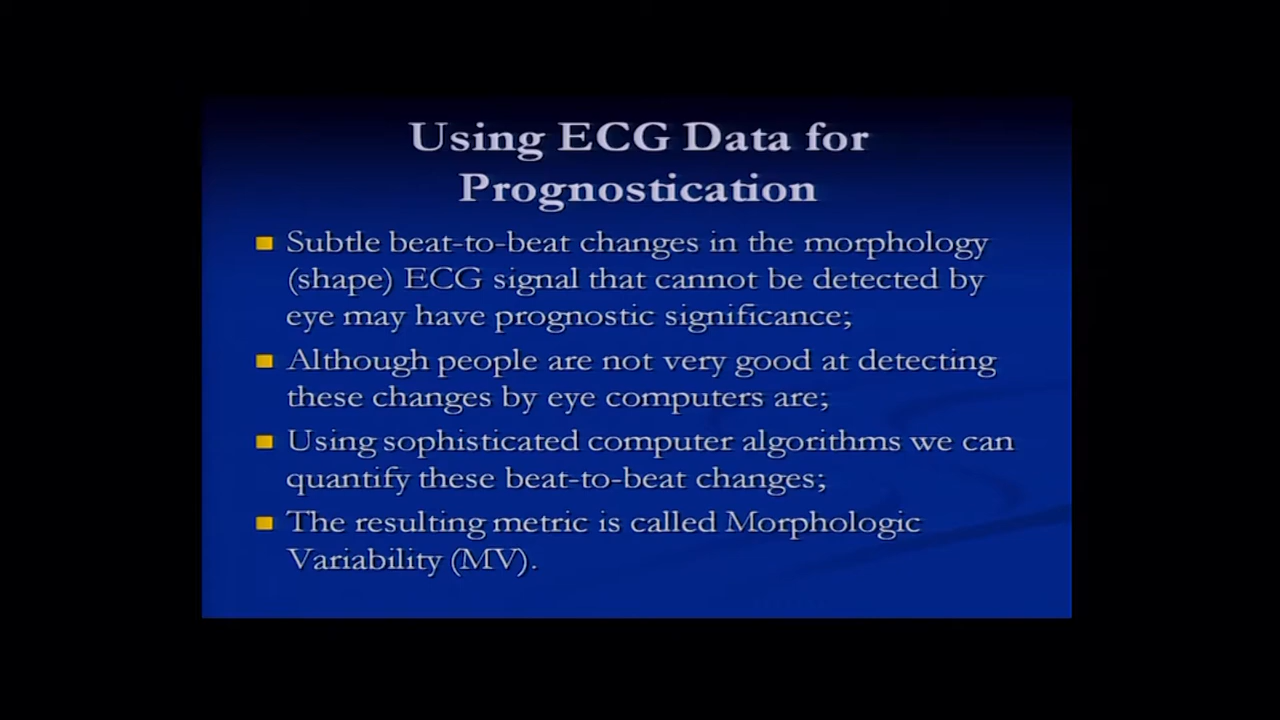 Using ECG Data for
Prognostication
Subtle beat-to-beat changes in the morphology
(shape) ECG signal that cannot be detected by
eye may have prognostic significance;
Although people are not very good at detecting
these changes by eye computers are;
Using sophisticated computer algorithms we can
quantify these beat-to-beat changes;
The resulting metric is called Morphologic
Variability (MV).